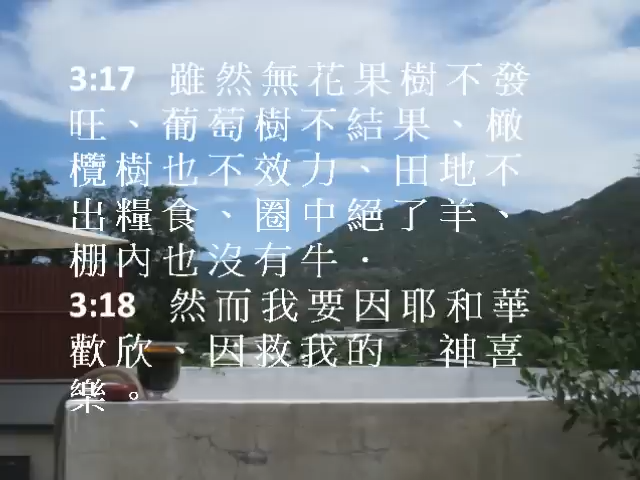 3:17 雖然無花果樹不發
旺、葡萄樹不結果、橄
欖樹也不效力、田地不
出糧食、圈中絕了羊、
棚內也沒有牛．
3:18 然而我要因耶和華
歡欣、因救我的　神喜
樂。